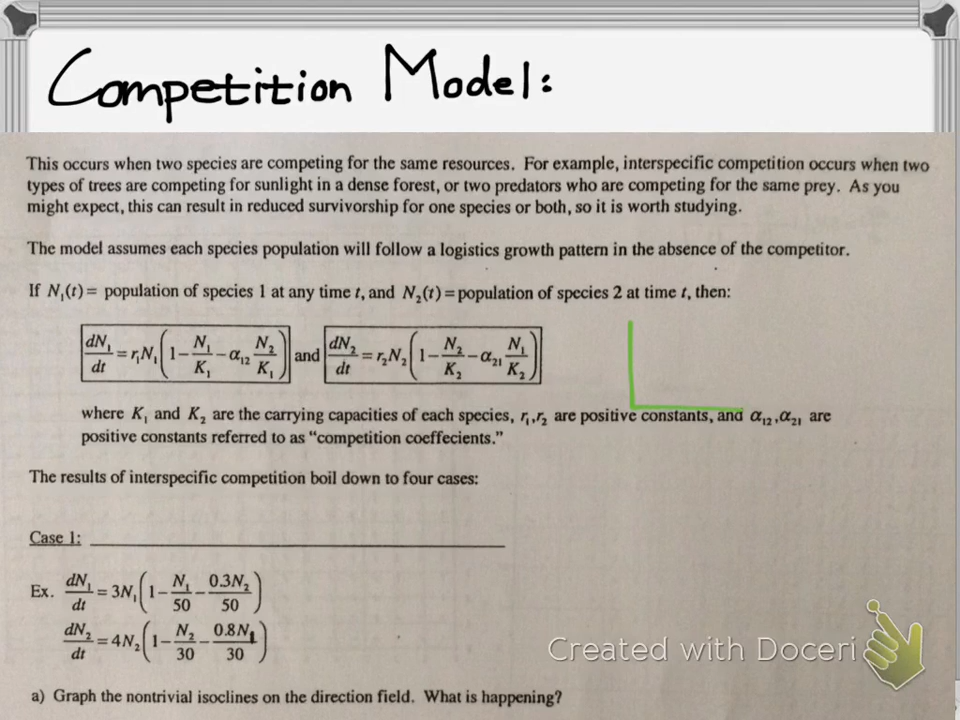 Competition Model:
This occurs when two species are competing for the same resources. For example, interspecific competition occurs when two
types of trees are competing for sunlight in a dense forest, or two predators who are competing for the same prey. As you
might expect, this can result in reduced survivorship for one species or both, so it is worth studying.
The model assumes each species population will follow a logistics growth pattern in the absence of the competitor.
If N₁(t) = population of species 1 at any time t, and N₂(t) = population of species 2 at time t, then:
dN₁/dt = r₁N₁(1 − N₁/K₁ − α₁₂ N₂/K₁) and dN₂/dt = r₂N₂(1 − N₂/K₂ − α₂₁ N₁/K₂)
where K₁ and K₂ are the carrying capacities of each species, r₁,r₂ are positive constants, and α₁₂,α₂₁ are
positive constants referred to as “competition coeffecients.”
The results of interspecific competition boil down to four cases:
Case 1:
Ex. dN₁/dt = 3N₁(1 − N₁/50 − 0.3N₂/50)
dN₂/dt = 4N₂(1 − N₂/30 − 0.8N₁/30)
Created with Doceri
a) Graph the nontrivial isoclines on the direction field. What is happening?